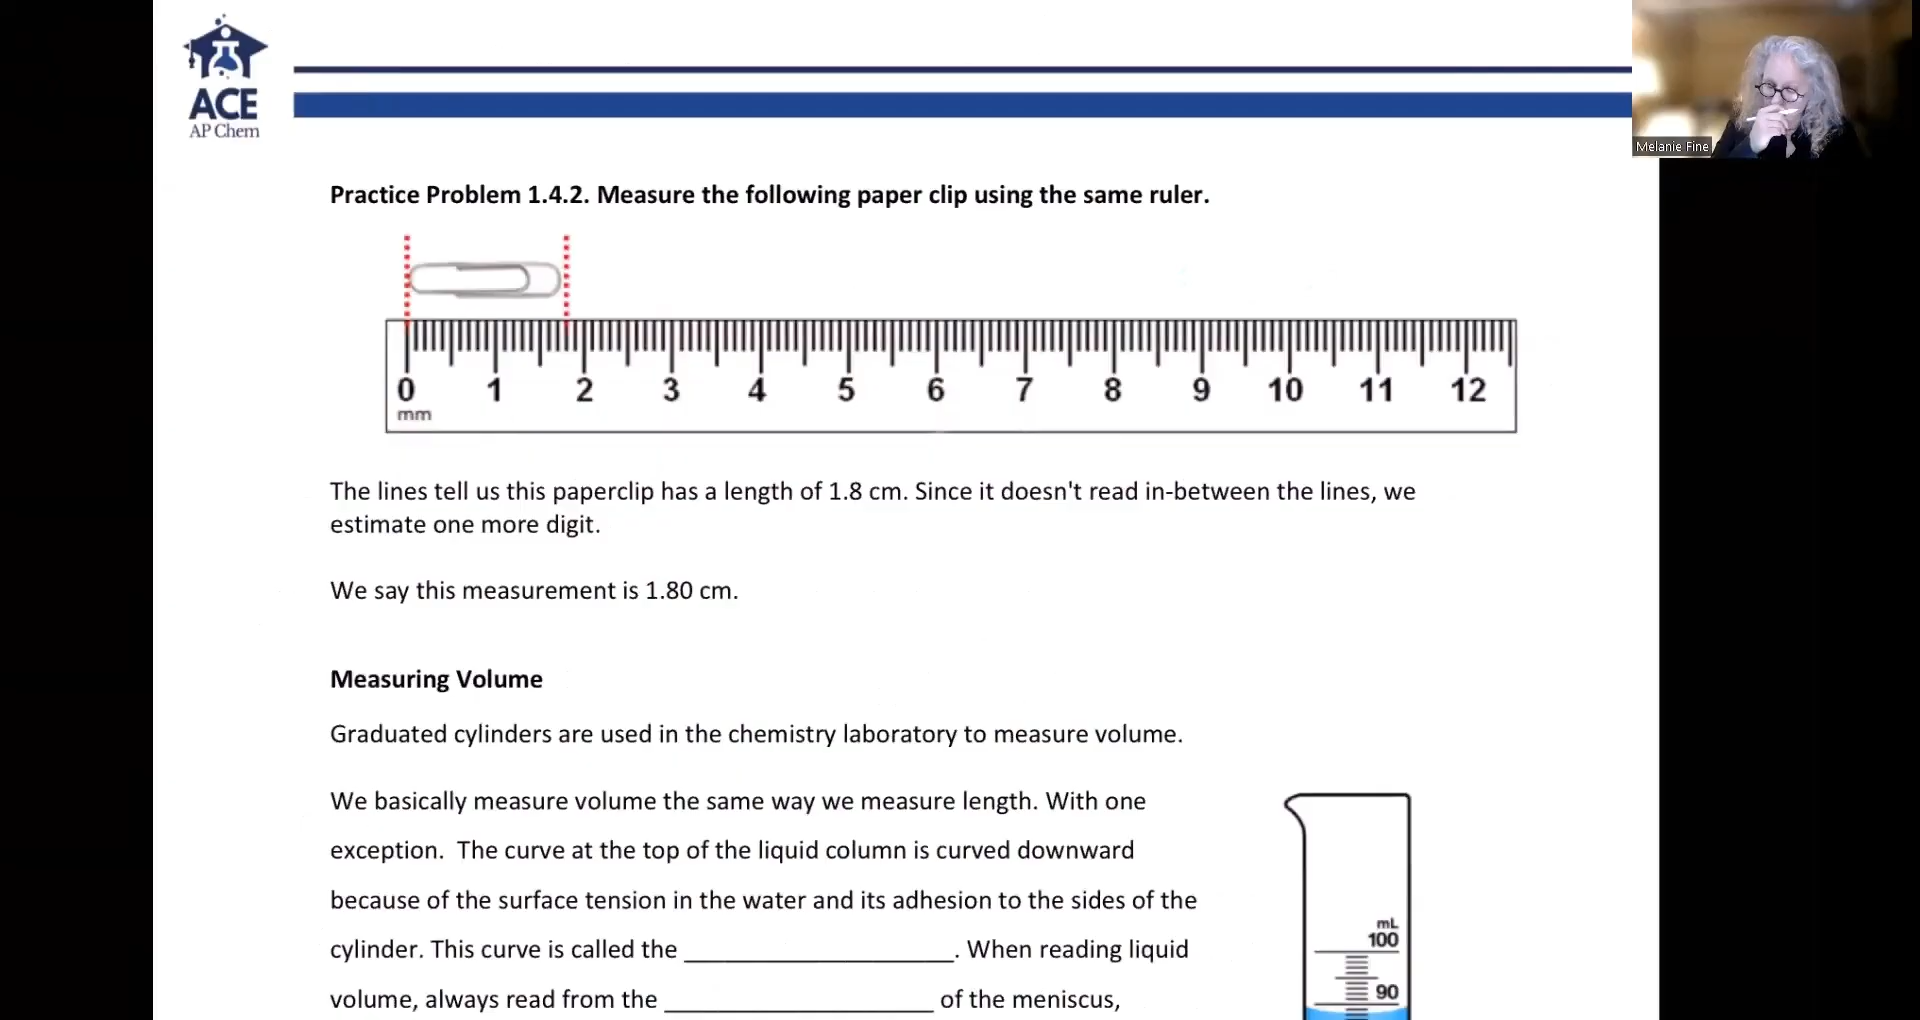 ACE
AP Chem
Melanie Fine
Practice Problem 1.4.2. Measure the following paper clip using the same ruler.
0 1 2 3 4 5 6 7 8 9 10 11 12
mm
The lines tell us this paperclip has a length of 1.8 cm. Since it doesn't read in-between the lines, we
estimate one more digit.
We say this measurement is 1.80 cm.
Measuring Volume
Graduated cylinders are used in the chemistry laboratory to measure volume.
We basically measure volume the same way we measure length. With one
exception.  The curve at the top of the liquid column is curved downward
because of the surface tension in the water and its adhesion to the sides of the
cylinder. This curve is called the ____________________. When reading liquid
volume, always read from the ____________________ of the meniscus,
mL
100
90